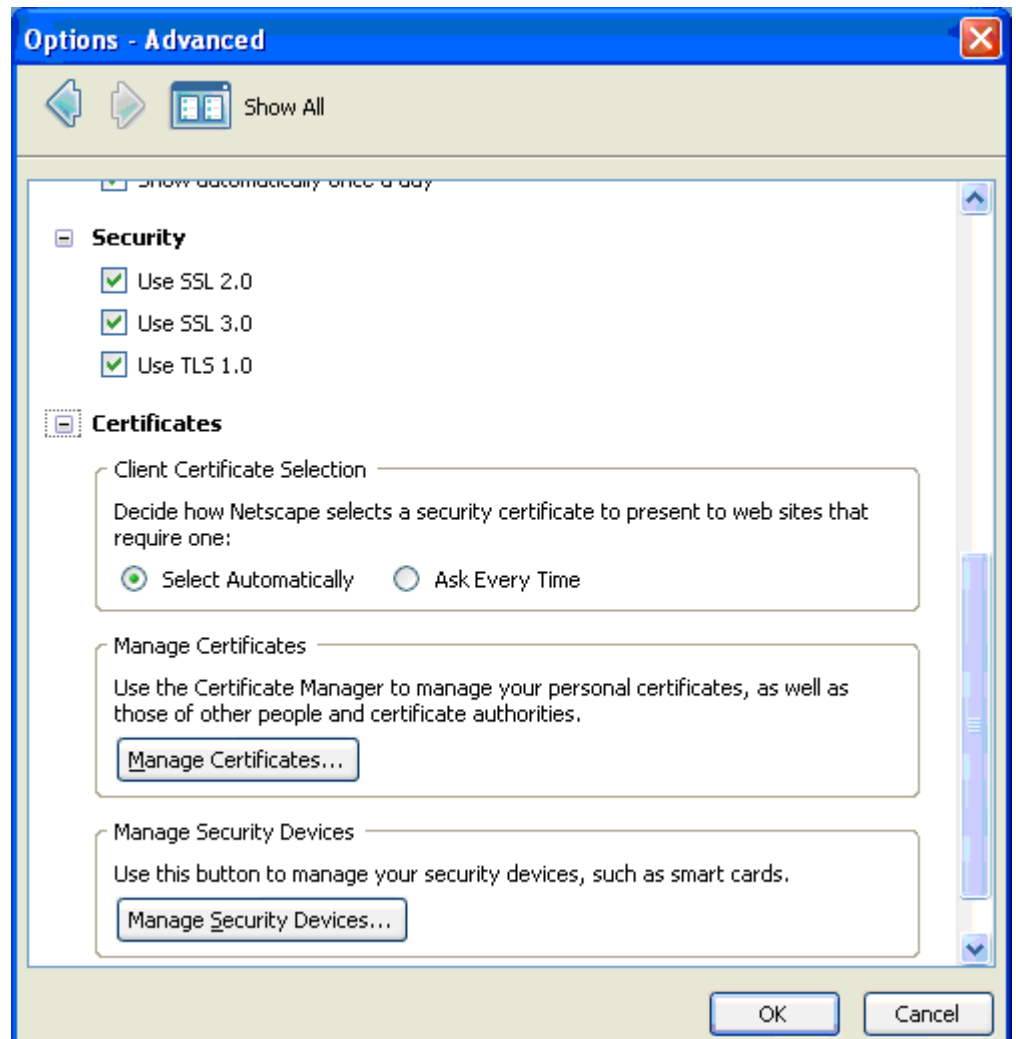 Options - Advanced
Show All
Show automatically once a day
Security
Use SSL 2.0
Use SSL 3.0
Use TLS 1.0
Certificates
Client Certificate Selection
Decide how Netscape selects a security certificate to present to web sites that
require one:
Select Automatically
Ask Every Time
Manage Certificates
Use the Certificate Manager to manage your personal certificates, as well as
those of other people and certificate authorities.
Manage Certificates...
Manage Security Devices
Use this button to manage your security devices, such as smart cards.
Manage Security Devices...
OK
Cancel